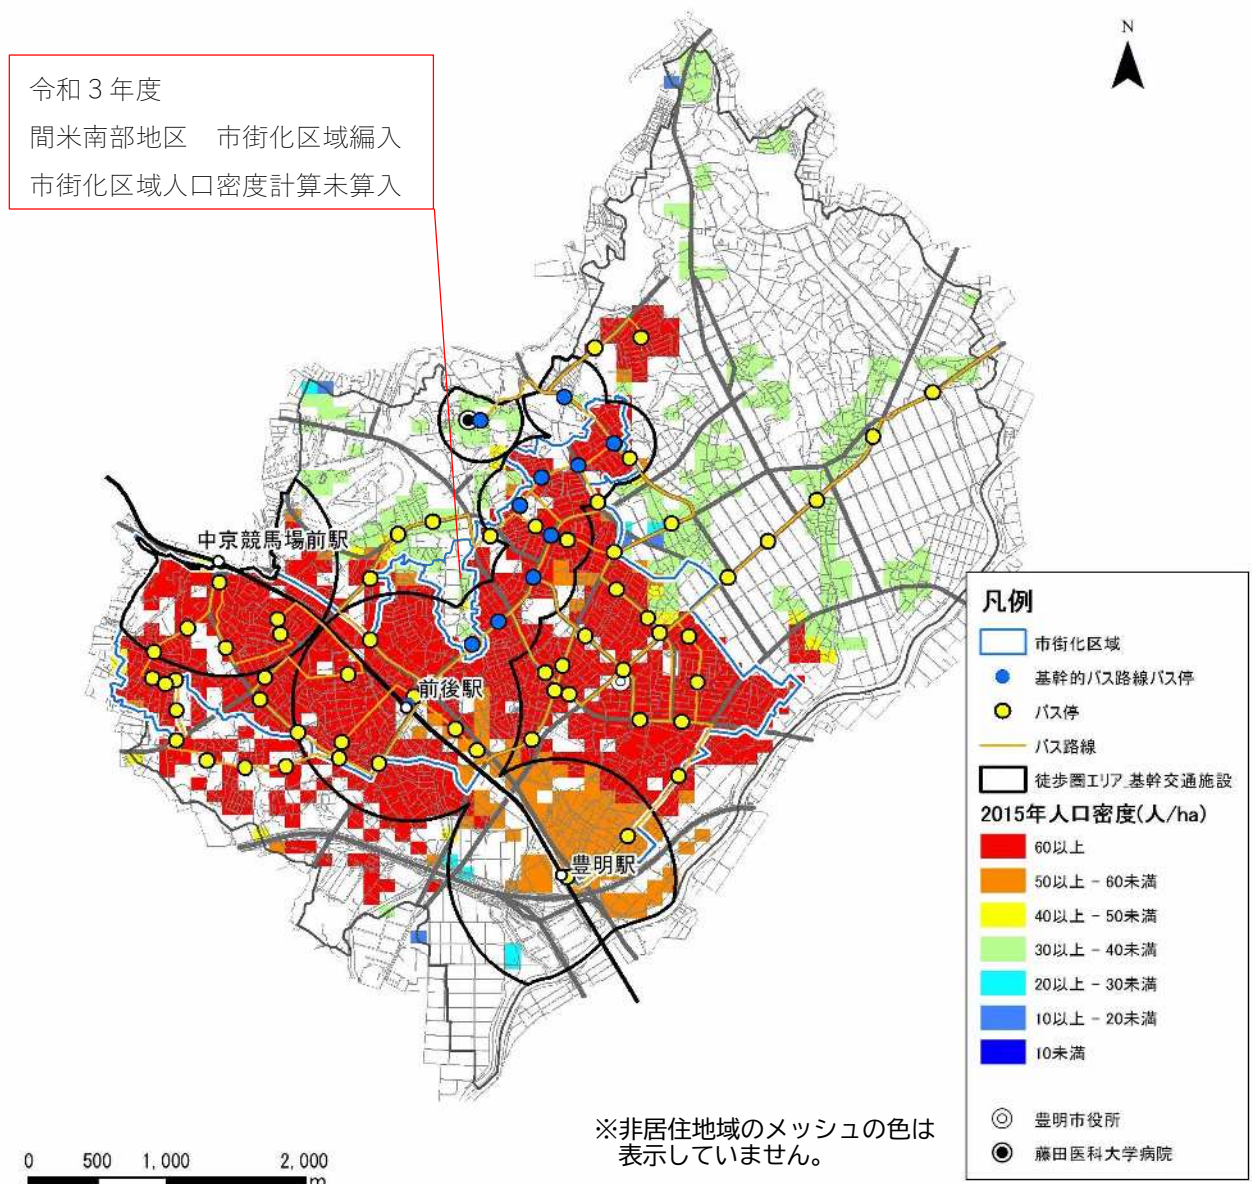 令和３年度
間米南部地区　市街化区域編入
市街化区域人口密度計算未算入
N
中京競馬場前駅
前後駅
豊明駅
凡例
市街化区域
基幹的バス路線バス停
バス停
バス路線
徒歩圏エリア_基幹交通施設
2015年人口密度(人/ha)
60以上
50以上 - 60未満
40以上 - 50未満
30以上 - 40未満
20以上 - 30未満
10以上 - 20未満
10未満
豊明市役所
藤田医科大学病院
※非居住地域のメッシュの色は
表示していません。
0 500 1,000 2,000
m